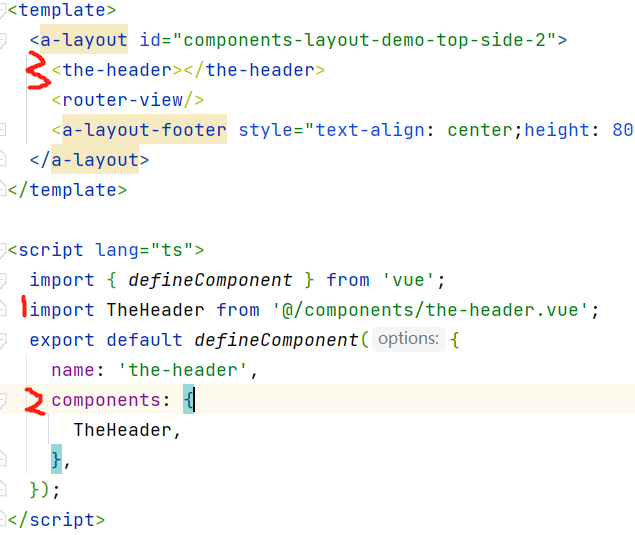 <template>
<a-layout id="components-layout-demo-top-side-2">
3 <the-header></the-header>
<router-view/>
<a-layout-footer style="text-align: center;height: 80
</a-layout>
</template>
<script lang="ts">
import { defineComponent } from 'vue';
1 import TheHeader from '@/components/the-header.vue';
export default defineComponent( options: {
name: 'the-header',
2 components: {
TheHeader,
},
});
</script>